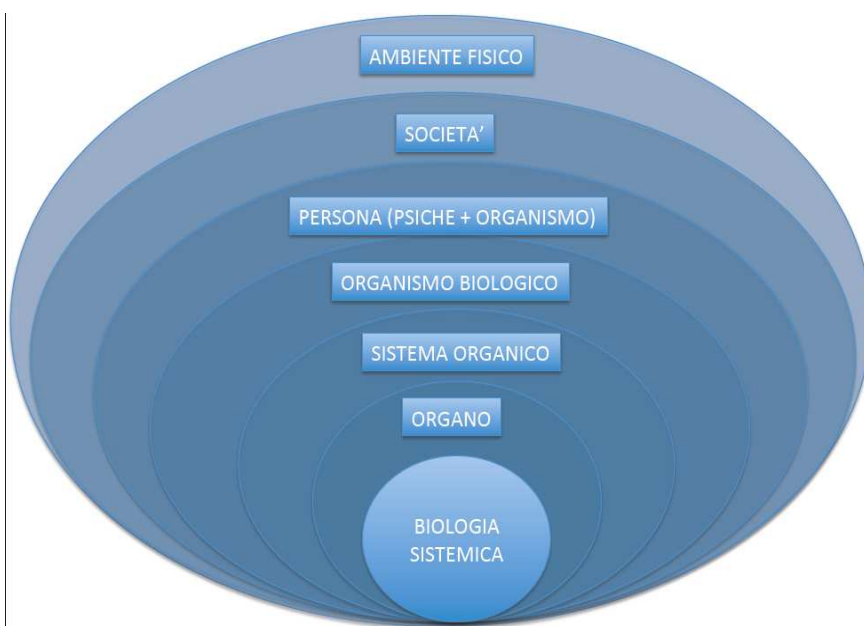 AMBIENTE FISICO
SOCIETA’
PERSONA (PSICHE + ORGANISMO)
ORGANISMO BIOLOGICO
SISTEMA ORGANICO
ORGANO
BIOLOGIA
SISTEMICA